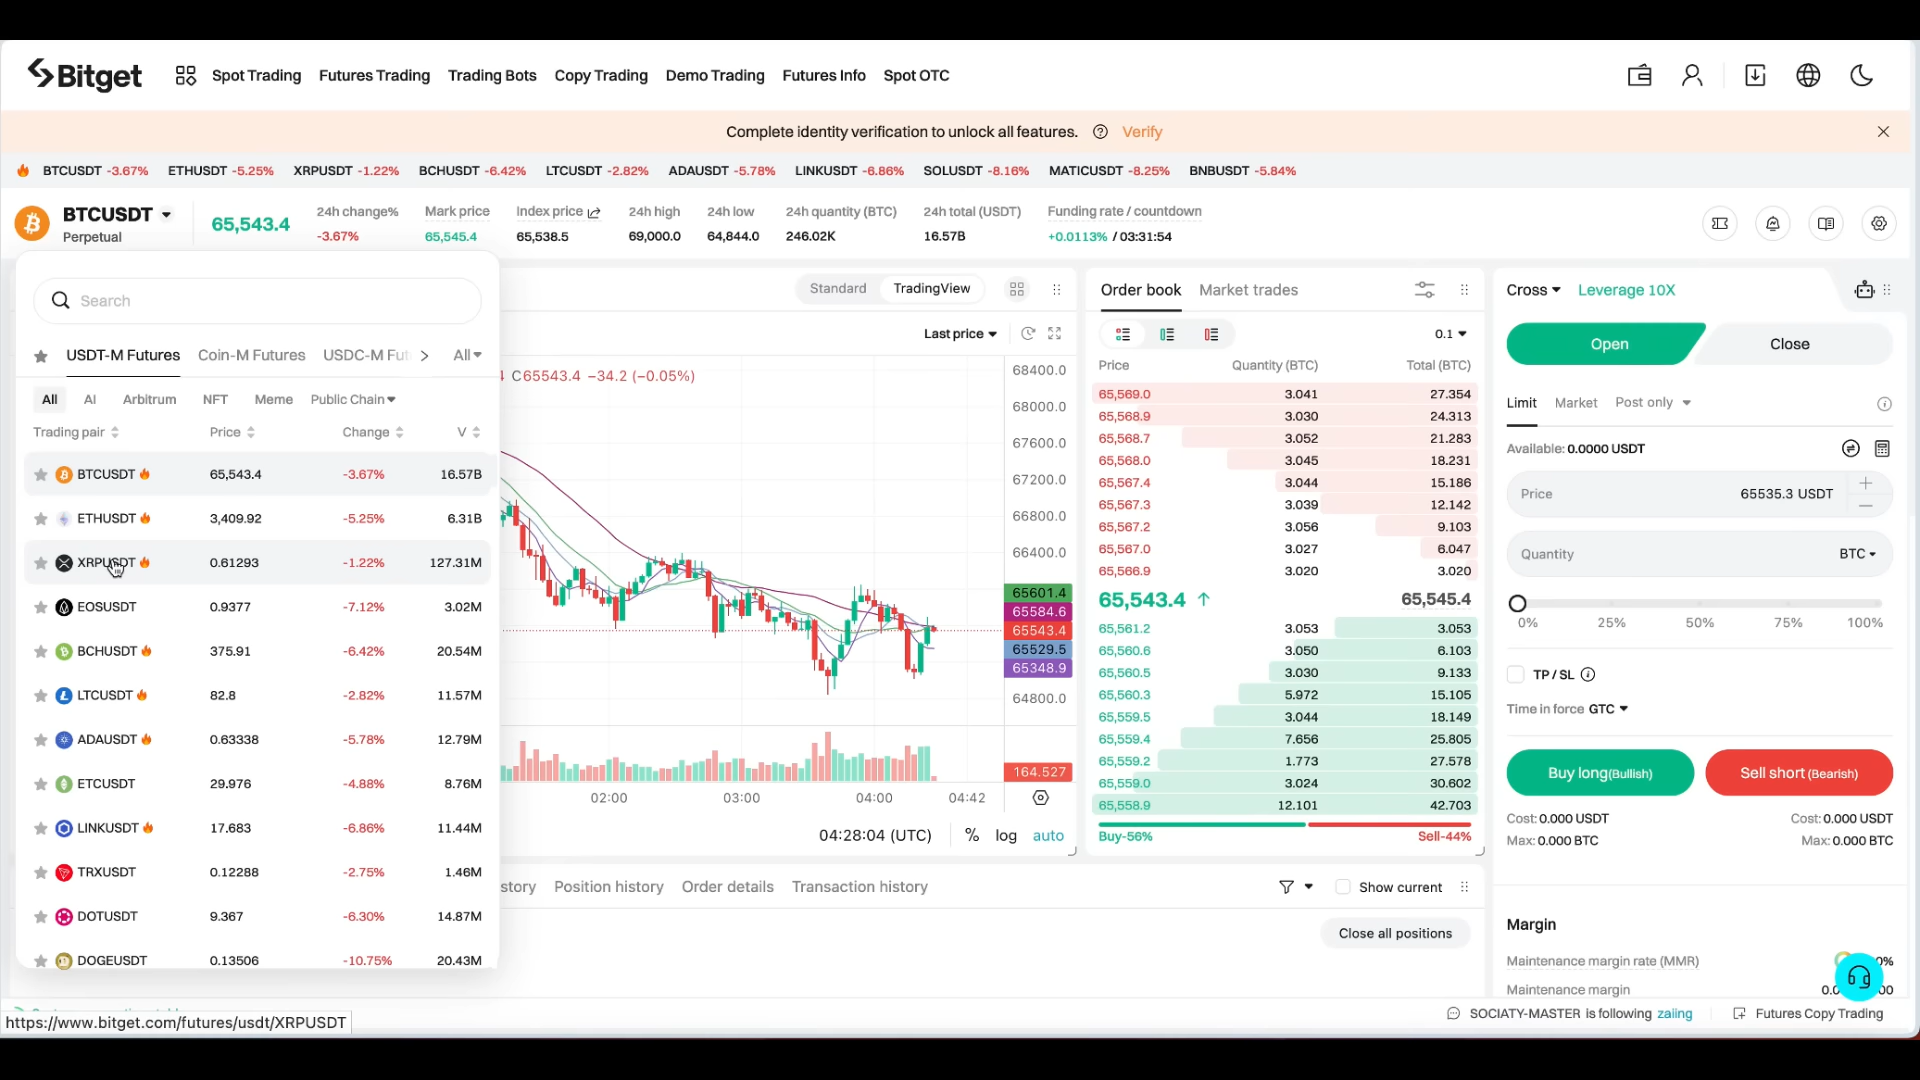 Bitget Spot Trading Futures Trading Trading Bots Copy Trading Demo Trading Futures Info Spot OTC
Complete identity verification to unlock all features. Verify
BTCUSDT -3.67% ETHUSDT -5.25% XRPUSDT -1.22% BCHUSDT -6.42% LTCUSDT -2.82% ADAUSDT -5.78% LINKUSDT -6.86% SOLUSDT -8.16% MATICUSDT -8.25% BNBUSDT -5.84%
BTCUSDT
Perpetual
65,543.4
24h change%
-3.67%
Mark price
65,545.4
Index price
65,538.5
24h high
69,000.0
24h low
64,844.0
24h quantity (BTC)
246.02K
24h total (USDT)
16.57B
Funding rate / countdown
+0.0113% / 03:31:54
Search
USDT-M Futures Coin-M Futures USDC-M Fut All
All AI Arbitrum NFT Meme Public Chain
Trading pair Price Change V
BTCUSDT 65,543.4 -3.67% 16.57B
ETHUSDT 3,409.92 -5.25% 6.31B
XRPUSDT 0.61293 -1.22% 127.31M
EOSUSDT 0.9377 -7.12% 3.02M
BCHUSDT 375.91 -6.42% 20.54M
LTCUSDT 82.8 -2.82% 11.57M
ADAUSDT 0.63338 -5.78% 12.79M
ETCUSDT 29.976 -4.88% 8.76M
LINKUSDT 17.683 -6.86% 11.44M
TRXUSDT 0.12288 -2.75% 1.46M
DOTUSDT 9.367 -6.30% 14.87M
DOGEUSDT 0.13506 -10.75% 20.43M
https://www.bitget.com/futures/usdt/XRPUSDT
Standard TradingView
Last price
C65543.4 −34.2 (−0.05%)
68400.0
68000.0
67600.0
67200.0
66800.0
66400.0
65601.4
65584.6
65543.4
65529.5
65348.9
64800.0
164.527
02:00 03:00 04:00 04:42
04:28:04 (UTC) % log auto
Order book Market trades
0.1
Price Quantity (BTC) Total (BTC)
65,569.0 3.041 27.354
65,568.9 3.030 24.313
65,568.7 3.052 21.283
65,568.0 3.045 18.231
65,567.4 3.044 15.186
65,567.3 3.039 12.142
65,567.2 3.056 9.103
65,567.0 3.027 6.047
65,566.9 3.020 3.020
65,543.4 ↑ 65,545.4
65,561.2 3.053 3.053
65,560.6 3.050 6.103
65,560.5 3.030 9.133
65,560.3 5.972 15.105
65,559.5 3.044 18.149
65,559.4 7.656 25.805
65,559.2 1.773 27.578
65,559.0 3.024 30.602
65,558.9 12.101 42.703
Buy-56% Sell-44%
story Position history Order details Transaction history Show current
Close all positions
Cross Leverage 10X
Open Close
Limit Market Post only
Available: 0.0000 USDT
Price 65535.3 USDT
Quantity BTC
0% 25% 50% 75% 100%
TP / SL
Time in force GTC
Buy long(Bullish) Sell short (Bearish)
Cost: 0.000 USDT Cost: 0.000 USDT
Max: 0.000 BTC Max: 0.000 BTC
Margin
Maintenance margin rate (MMR) 0%
Maintenance margin
SOCIATY-MASTER is following zaiing Futures Copy Trading